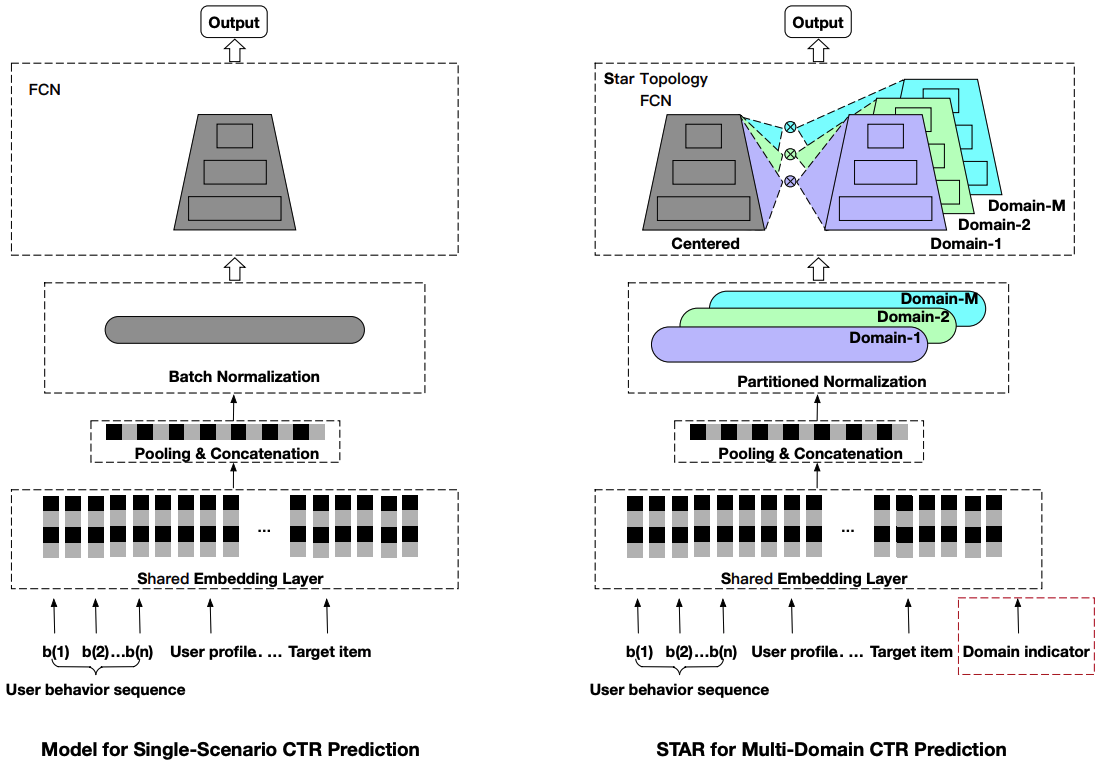 Output
FCN
Batch Normalization
Pooling & Concatenation
...
Shared Embedding Layer
b(1) b(2)...b(n) User profile.. ... Target item
User behavior sequence
Model for Single-Scenario CTR Prediction
Output
Star Topology
FCN
Centered
Domain-M
Domain-2
Domain-1
Domain-M
Domain-2
Domain-1
Partitioned Normalization
Pooling & Concatenation
...
Shared Embedding Layer
b(1) b(2)...b(n) User profile.. ... Target item Domain indicator
User behavior sequence
STAR for Multi-Domain CTR Prediction